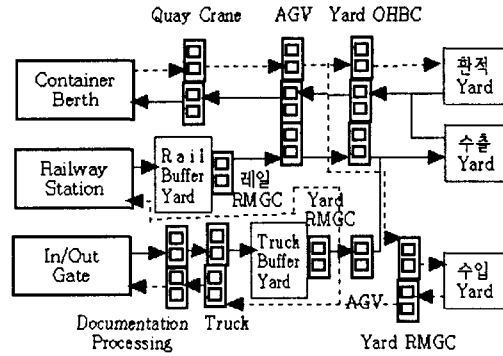 Quay Crane AGV Yard OHBC
Container
Berth
환적
Yard
수출
Yard
Railway
Station
Rail
Buffer
Yard
레일
RMGC
Yard
RMGC
In/Out
Gate
Truck
Buffer
Yard
수입
Yard
AGV
Documentation
Processing
Truck
Yard RMGC